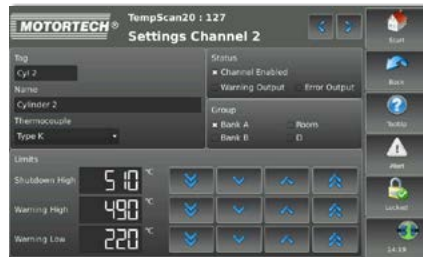 MOTORTECH®
TempScan20 : 127
Settings Channel 2
Start
Tag
Cyl 2
Name
Cylinder 2
Thermocouple
Type K
Status
Channel Enabled
Warning Output Error Output
Group
Bank A Room
Bank B D
Back
ToolTip
Alert
Limits
Shutdown High 510 °C
Warning High 490 °C
Warning Low 220 °C
Locked
14:19